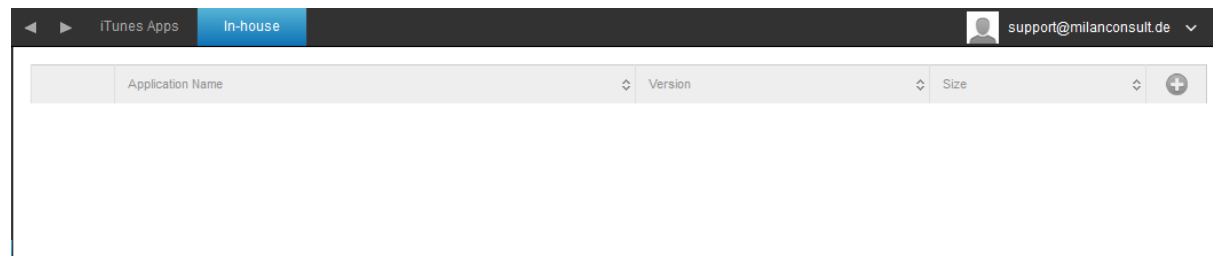 iTunes Apps In-house support@milanconsult.de
Application Name Version Size